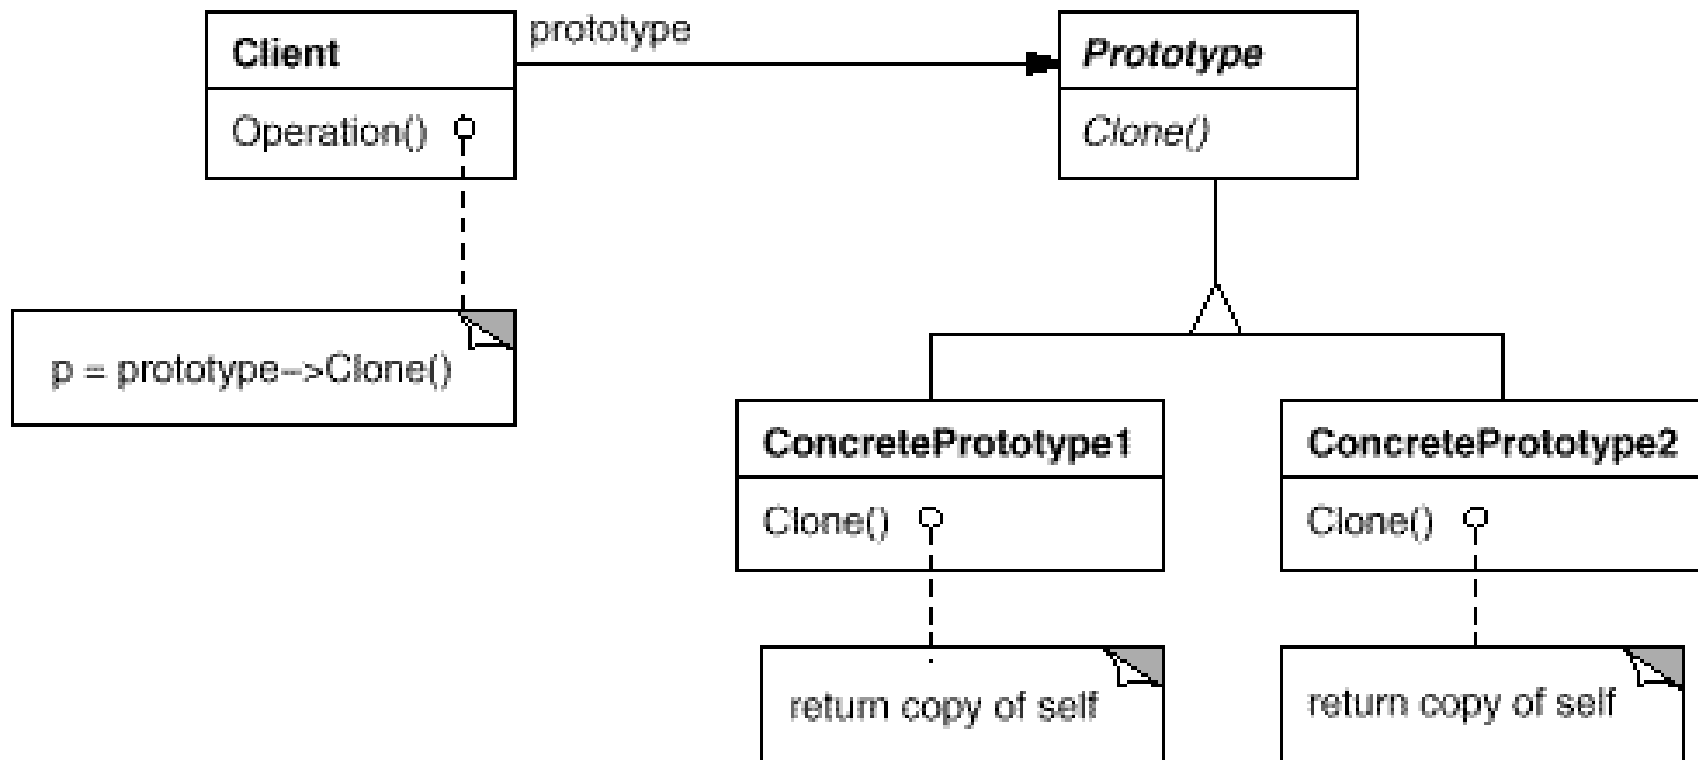 Client
prototype
Prototype
Operation()
Clone()
p = prototype–>Clone()
ConcretePrototype1
ConcretePrototype2
Clone()
Clone()
return copy of self
return copy of self